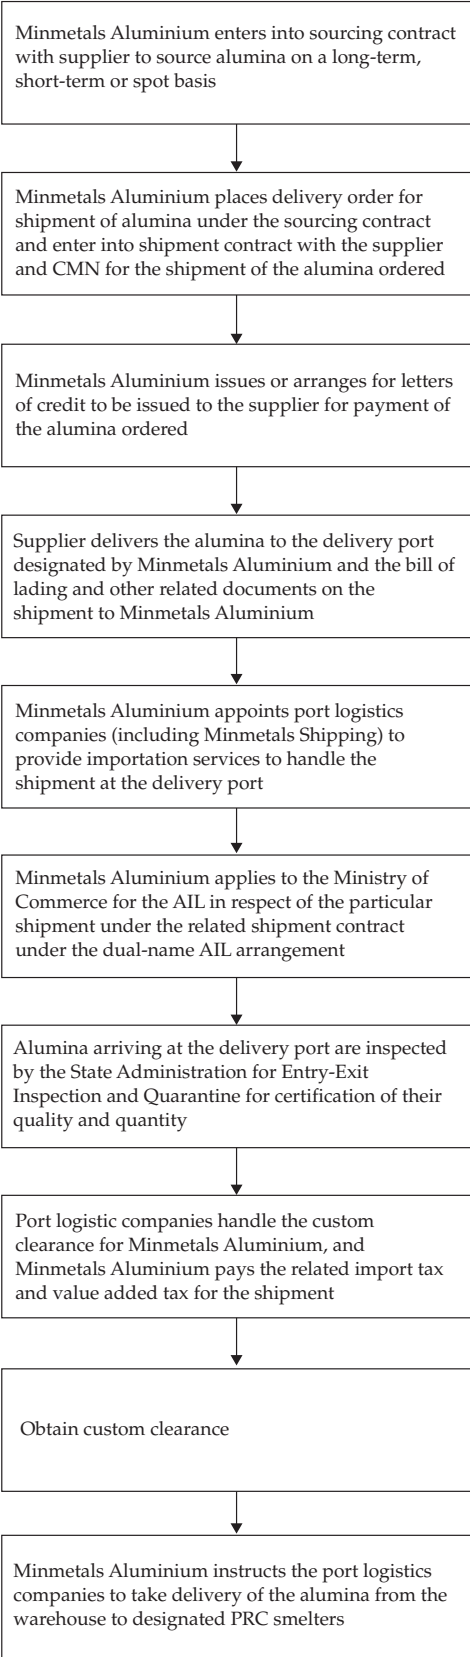 Minmetals Aluminium enters into sourcing contract
with supplier to source alumina on a long-term,
short-term or spot basis
Minmetals Aluminium places delivery order for
shipment of alumina under the sourcing contract
and enter into shipment contract with the supplier
and CMN for the shipment of the alumina ordered
Minmetals Aluminium issues or arranges for letters
of credit to be issued to the supplier for payment of
the alumina ordered
Supplier delivers the alumina to the delivery port
designated by Minmetals Aluminium and the bill of
lading and other related documents on the
shipment to Minmetals Aluminium
Minmetals Aluminium appoints port logistics
companies (including Minmetals Shipping) to
provide importation services to handle the
shipment at the delivery port
Minmetals Aluminium applies to the Ministry of
Commerce for the AIL in respect of the particular
shipment under the related shipment contract
under the dual-name AIL arrangement
Alumina arriving at the delivery port are inspected
by the State Administration for Entry-Exit
Inspection and Quarantine for certification of their
quality and quantity
Port logistic companies handle the custom
clearance for Minmetals Aluminium, and
Minmetals Aluminium pays the related import tax
and value added tax for the shipment
Obtain custom clearance
Minmetals Aluminium instructs the port logistics
companies to take delivery of the alumina from the
warehouse to designated PRC smelters